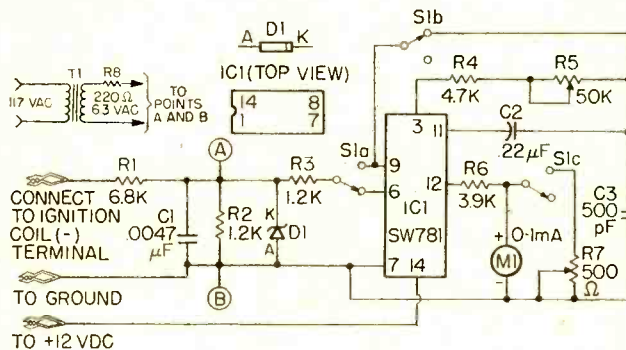 A D1 K
S1b
IC1 (TOP VIEW)
14 8
1 7
T1
R8
117 VAC
220Ω
63 VAC
TO
POINTS
A AND B
R4
4.7K
R5
50K
3
11
C2
.22µF
A
R1
6.8K
R3
1.2K
S1a
9
6
12
IC1
SW781
R6
3.9K
S1c
CONNECT
TO IGNITION
COIL (-)
TERMINAL
C1
.0047
µF
R2
1.2K
K
D1
A
C3
500
pF
+
0-1mA
M1
-
R7
500
Ω
7
14
B
TO GROUND
TO +12 VDC